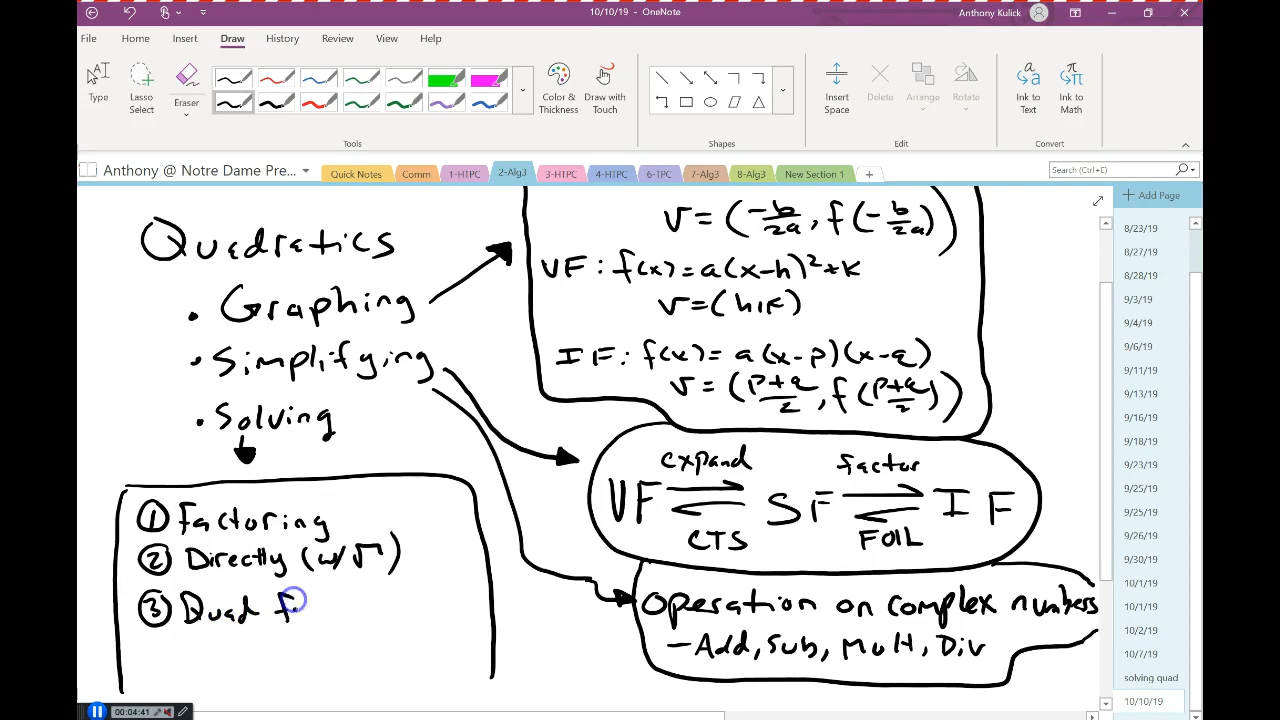 10/10/19 - OneNote
Anthony Kulick
File Home Insert Draw History Review View Help
Type
Lasso Select
Eraser
Color & Thickness
Draw with Touch
Insert Space
Delete
Arrange
Rotate
Ink to Text
Ink to Math
Tools
Shapes
Edit
Convert
Anthony @ Notre Dame Pre...
Quick Notes Comm 1-HTPC 2-Alg3 3-HTPC 4-HTPC 6-TPC 7-Alg3 8-Alg3 New Section 1
Search (Ctrl+E)
Add Page
8/23/19
8/27/19
8/28/19
9/3/19
9/4/19
9/6/19
9/11/19
9/13/19
9/16/19
9/18/19
9/23/19
9/25/19
9/25/19
9/26/19
9/30/19
10/1/19
10/1/19
10/2/19
10/7/19
solving quad
10/10/19
Quadratics
• Graphing
• Simplifying
• Solving
① Factoring
② Directly (w/√)
③ Quad F
V = (-b/2a, f(-b/2a))
VF: f(x) = a(x-h)²+k
V = (h,k)
IF: f(x) = a(x-p)(x-q)
V = (p+q/2, f(p+q/2))
expand factor
VF ⇌ SF ⇌ IF
CTS FOIL
Operation on complex numbers
- Add, Sub, Mult, Div
00:04:41